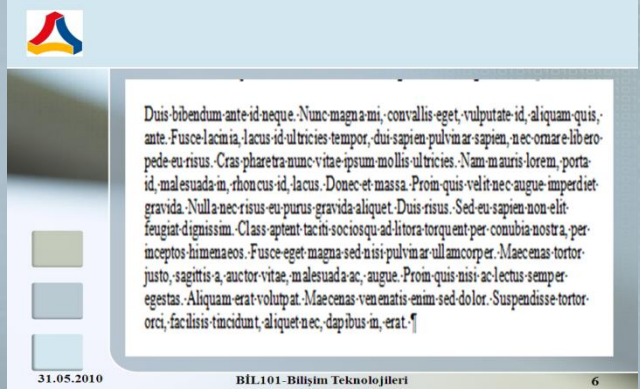 Duis·bibendum·ante·id·neque.·Nunc·magna·mi,·convallis·eget,·vulputate·id,·aliquam·quis,·
ante.·Fusce·lacinia,·lacus·id·ultricies·tempor,·dui·sapien·pulvinar·sapien,·nec·ornare·libero·
pede·eu·risus.·Cras·pharetra·nunc·vitae·ipsum·mollis·ultricies.·Nam·mauris·lorem,·porta·
id,·malesuada·in,·rhoncus·id,·lacus.·Donec·et·massa.·Proin·quis·velit·nec·augue·imperdiet·
gravida.·Nulla·nec·risus·eu·purus·gravida·aliquet.·Duis·risus.·Sed·eu·sapien·non·elit·
feugiat·dignissim.·Class·aptent·taciti·sociosqu·ad·litora·torquent·per·conubia·nostra,·per·
inceptos·himenaeos.·Fusce·eget·magna·sed·nisi·pulvinar·ullamcorper.·Maecenas·tortor·
justo,·sagittis·a,·auctor·vitae,·malesuada·ac,·augue.·Proin·quis·nisi·ac·lectus·semper·
egestas.·Aliquam·erat·volutpat.·Maecenas·venenatis·enim·sed·dolor.·Suspendisse·tortor·
orci,·facilisis·tincidunt,·aliquet·nec,·dapibus·in,·erat.·¶
31.05.2010 BİL101-Bilişim Teknolojileri 6